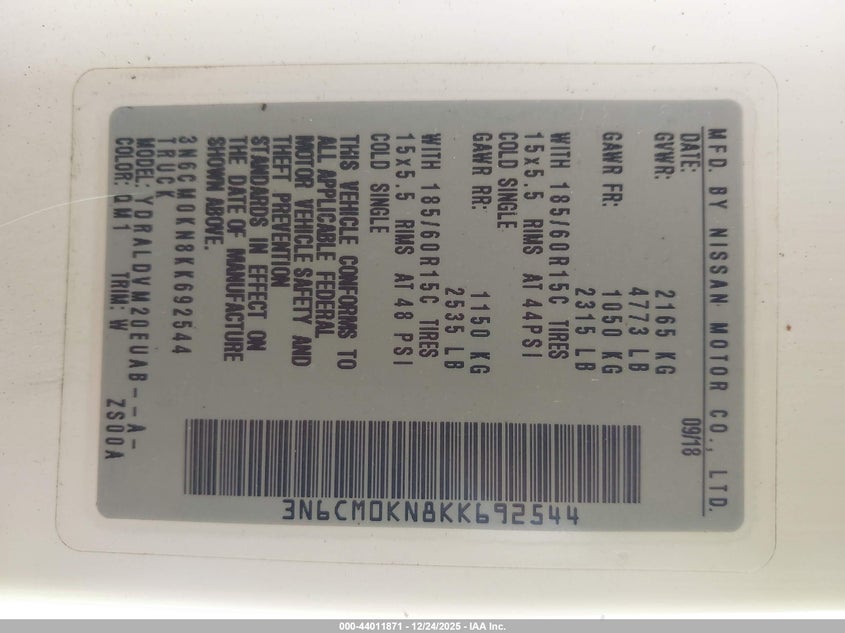 MFD. BY NISSAN MOTOR CO., LTD.
DATE: 09/18
GVWR: 2165 KG
4773 LB
GAWR FR: 1050 KG
2315 LB
WITH 185/60R15C TIRES
15x5.5 RIMS AT 44PSI
COLD SINGLE
GAWR RR: 1150 KG
2535 LB
WITH 185/60R15C TIRES
15x5.5 RIMS AT 48 PSI
COLD SINGLE
THIS VEHICLE CONFORMS TO
ALL APPLICABLE FEDERAL
MOTOR VEHICLE SAFETY AND
THEFT PREVENTION
STANDARDS IN EFFECT ON
THE DATE OF MANUFACTURE
SHOWN ABOVE.
3N6CM0KN8KK692544
TRUCK
MODEL: YDRALDYM20EUAB--A-
COLOR: QM1 TRIM: W ZS00A
3N6CM0KN8KK692544
000-44011871 - 12/24/2025 - IAA Inc.